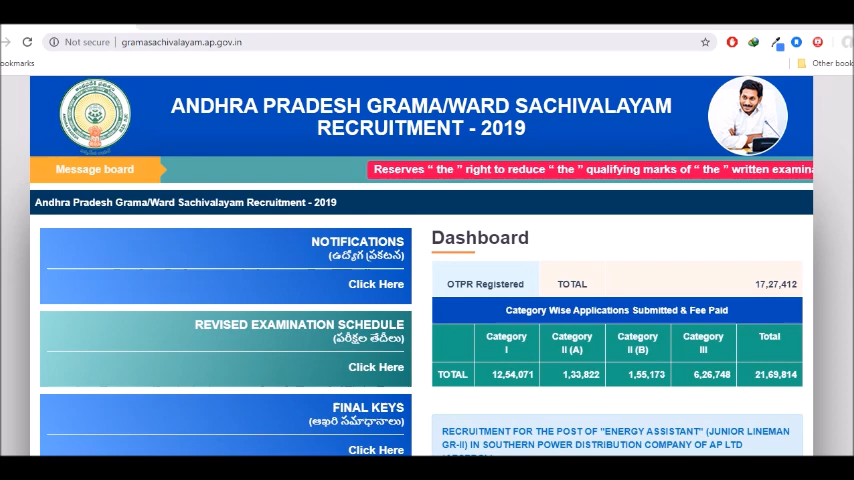 Not secure | gramasachivalayam.ap.gov.in
ookmarks
Other book
ANDHRA PRADESH GRAMA/WARD SACHIVALAYAM
RECRUITMENT - 2019
Message board
Reserves “ the ” right to reduce “ the ” qualifying marks of “ the ” written examina
Andhra Pradesh Grama/Ward Sachivalayam Recruitment - 2019
NOTIFICATIONS
(ఉద్యోగ ప్రకటన)
Click Here
REVISED EXAMINATION SCHEDULE
(పరీక్షల తేదీలు)
Click Here
FINAL KEYS
(ఆఖరి సమాధానాలు)
Click Here
Dashboard
OTPR Registered TOTAL 17,27,412
Category Wise Applications Submitted & Fee Paid
Category I Category II (A) Category II (B) Category III Total
TOTAL 12,54,071 1,33,822 1,55,173 6,26,748 21,69,814
RECRUITMENT FOR THE POST OF "ENERGY ASSISTANT" (JUNIOR LINEMAN
GR-II) IN SOUTHERN POWER DISTRIBUTION COMPANY OF AP LTD